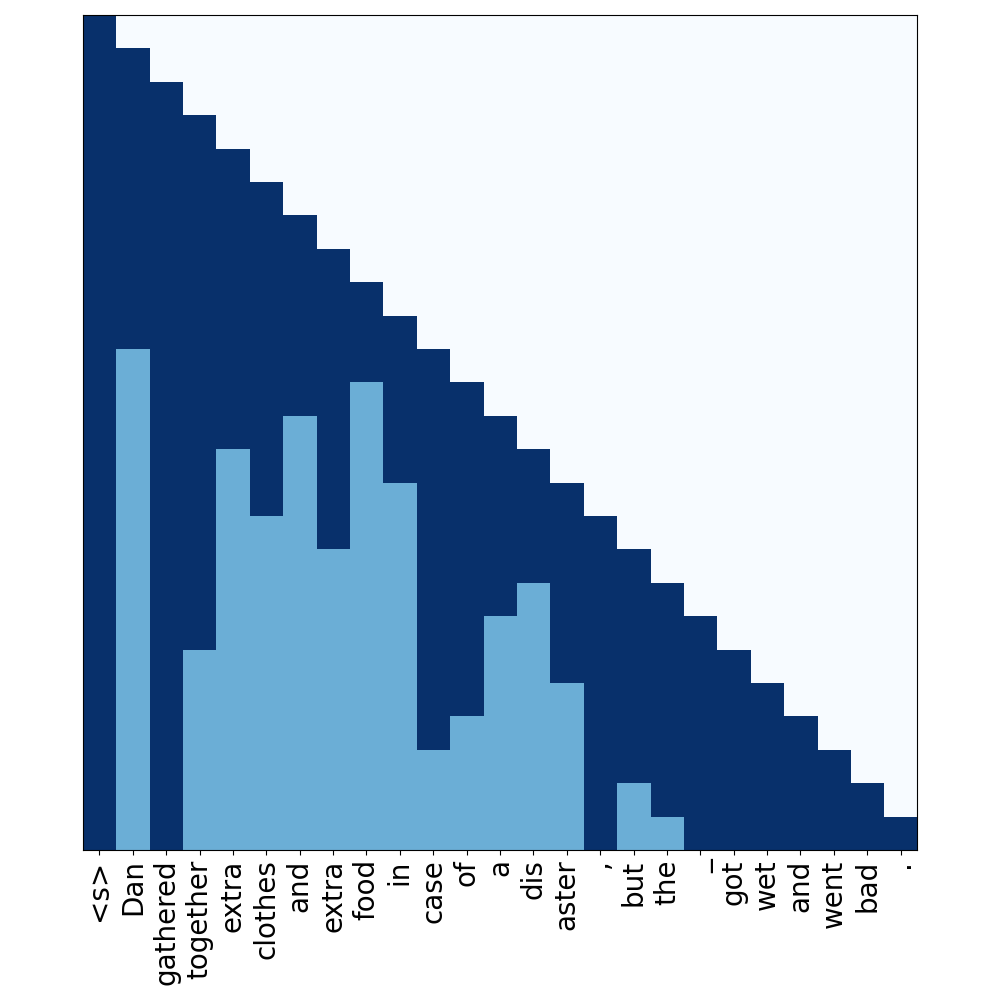 <s> Dan gathered together extra clothes and extra food in case of a dis aster , but the _ got wet and went bad .